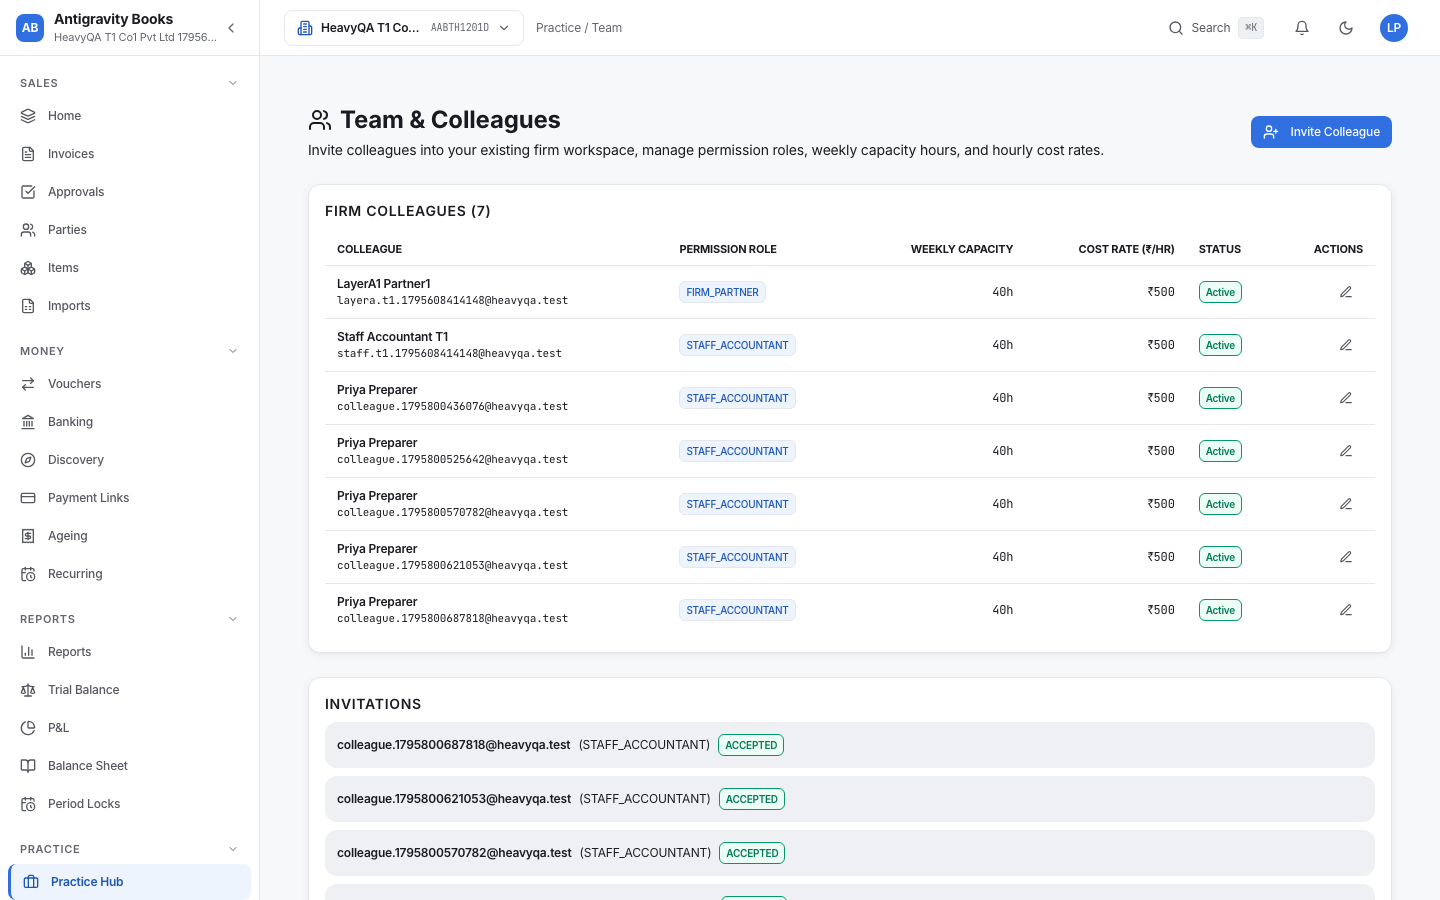 AB
Antigravity Books
HeavyQA T1 Co1 Pvt Ltd 17956...
HeavyQA T1 Co... AABTH1201D
Practice / Team
Search ⌘K
LP
SALES
Home
Invoices
Approvals
Parties
Items
Imports
MONEY
Vouchers
Banking
Discovery
Payment Links
Ageing
Recurring
REPORTS
Reports
Trial Balance
P&L
Balance Sheet
Period Locks
PRACTICE
Practice Hub
Team & Colleagues
Invite colleagues into your existing firm workspace, manage permission roles, weekly capacity hours, and hourly cost rates.
Invite Colleague
FIRM COLLEAGUES (7)
COLLEAGUE PERMISSION ROLE WEEKLY CAPACITY COST RATE (₹/HR) STATUS ACTIONS
LayerA1 Partner1
layera.t1.1795608414148@heavyqa.test FIRM_PARTNER 40h ₹500 Active
Staff Accountant T1
staff.t1.1795608414148@heavyqa.test STAFF_ACCOUNTANT 40h ₹500 Active
Priya Preparer
colleague.1795800436076@heavyqa.test STAFF_ACCOUNTANT 40h ₹500 Active
Priya Preparer
colleague.1795800525642@heavyqa.test STAFF_ACCOUNTANT 40h ₹500 Active
Priya Preparer
colleague.1795800570782@heavyqa.test STAFF_ACCOUNTANT 40h ₹500 Active
Priya Preparer
colleague.1795800621053@heavyqa.test STAFF_ACCOUNTANT 40h ₹500 Active
Priya Preparer
colleague.1795800687818@heavyqa.test STAFF_ACCOUNTANT 40h ₹500 Active
INVITATIONS
colleague.1795800687818@heavyqa.test (STAFF_ACCOUNTANT) ACCEPTED
colleague.1795800621053@heavyqa.test (STAFF_ACCOUNTANT) ACCEPTED
colleague.1795800570782@heavyqa.test (STAFF_ACCOUNTANT) ACCEPTED